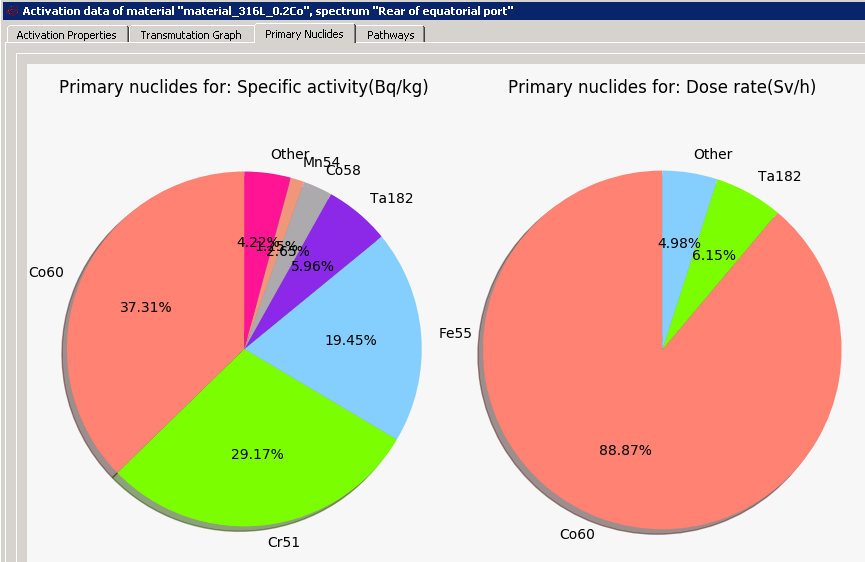 Activation data of material "material_316L_0.2Co", spectrum "Rear of equatorial port"
Activation Properties
Transmutation Graph
Primary Nuclides
Pathways
Primary nuclides for: Specific activity(Bq/kg)
Other
Mn54
Co58
Ta182
4.22%
2.65%
5.96%
Co60
37.31%
19.45%
Fe55
29.17%
Cr51
Primary nuclides for: Dose rate(Sv/h)
Other
Ta182
4.98%
6.15%
88.87%
Co60